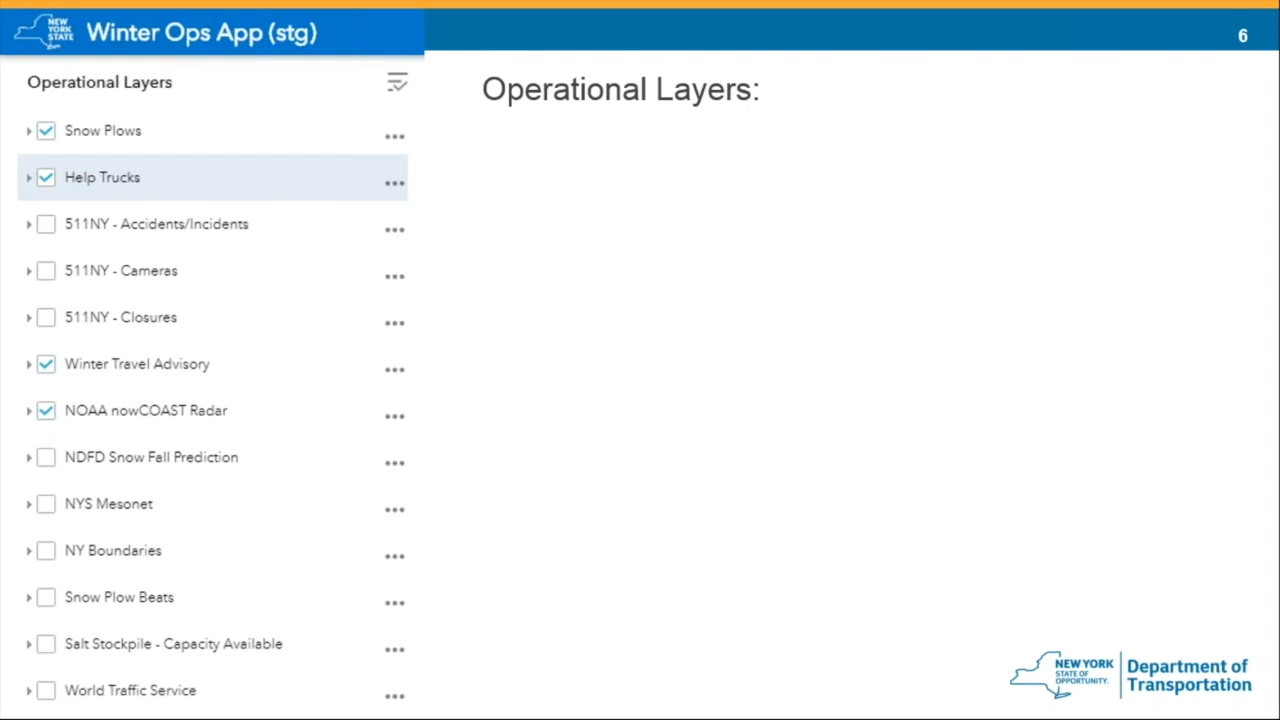 NEW
YORK
STATE
Winter Ops App (stg)
6
Operational Layers
Operational Layers:
Snow Plows
Help Trucks
511NY - Accidents/Incidents
511NY - Cameras
511NY - Closures
Winter Travel Advisory
NOAA nowCOAST Radar
NDFD Snow Fall Prediction
NYS Mesonet
NY Boundaries
Snow Plow Beats
Salt Stockpile - Capacity Available
World Traffic Service
NEW YORK
STATE OF
OPPORTUNITY.
Department of
Transportation